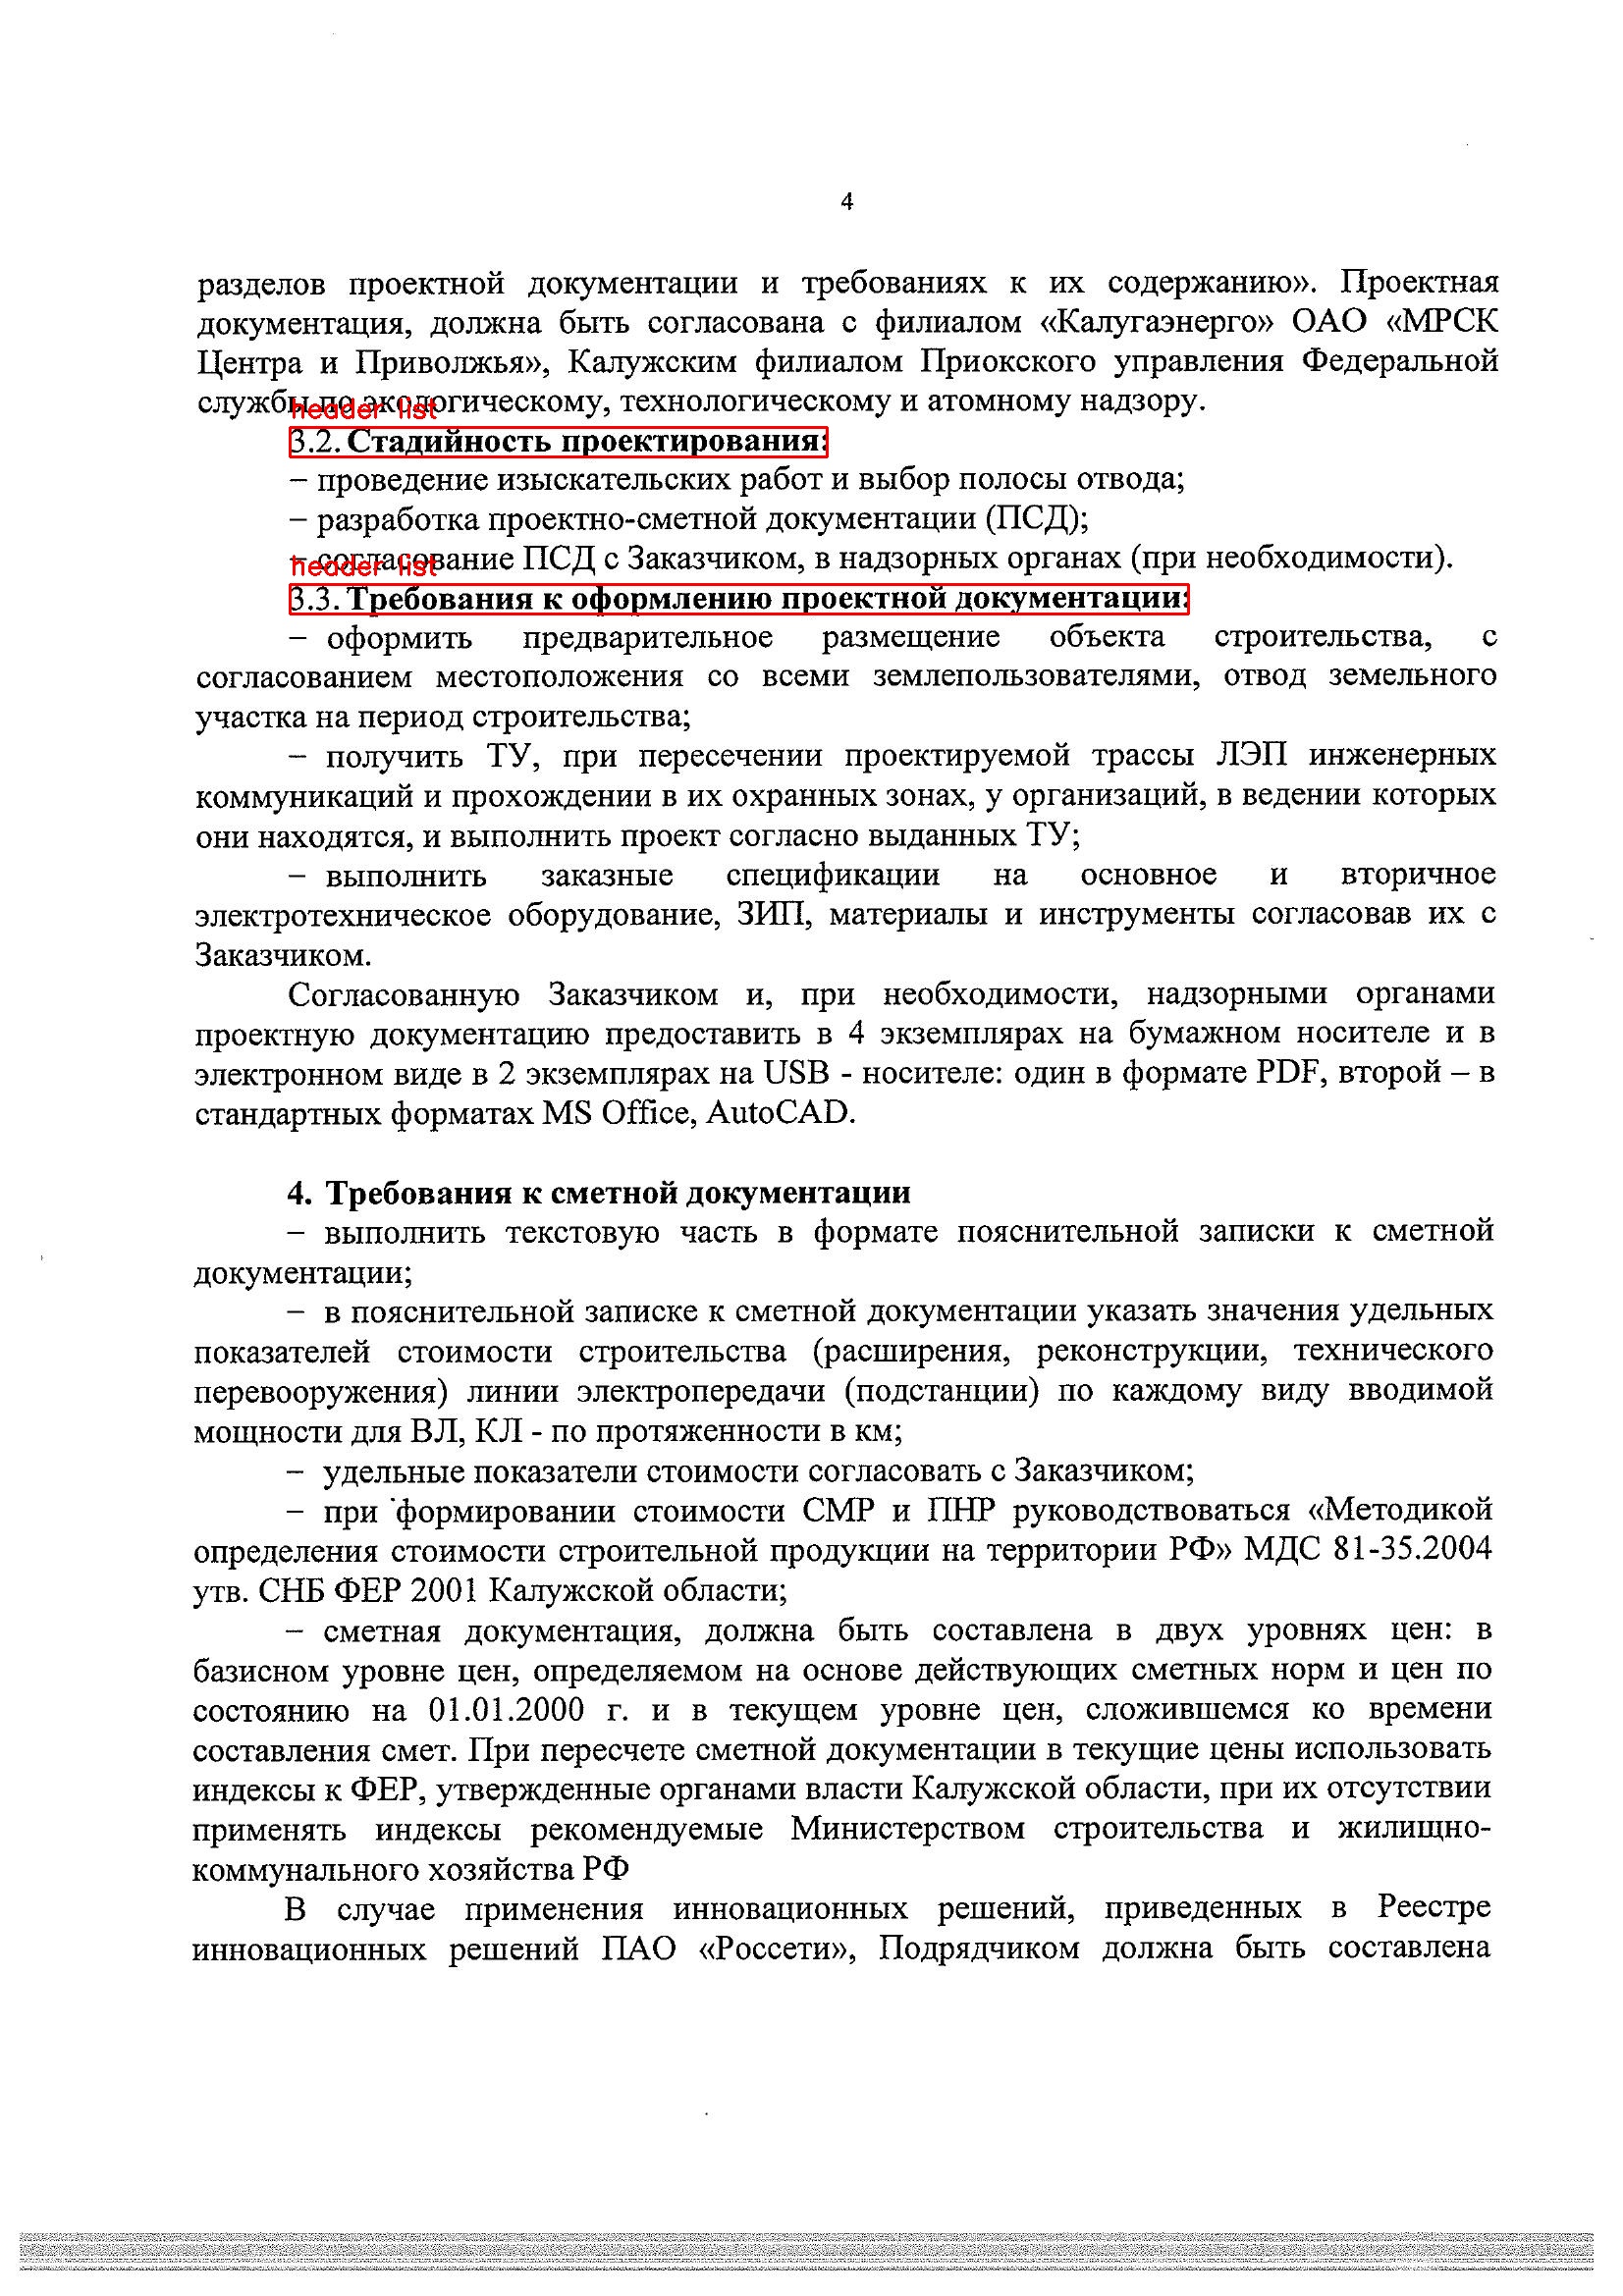 4
разделов проектной документации и требованиях к их содержанию». Проектная
документация, должна быть согласована с филиалом «Калугаэнерго» ОАО «МРСК
Центра и Приволжья», Калужским филиалом Приокского управления Федеральной
службы по экологическому, технологическому и атомному надзору.
header list
3.2. Стадийность проектирования:
– проведение изыскательских работ и выбор полосы отвода;
– разработка проектно-сметной документации (ПСД);
– согласование ПСД с Заказчиком, в надзорных органах (при необходимости).
header list
3.3. Требования к оформлению проектной документации:
– оформить предварительное размещение объекта строительства, с
согласованием местоположения со всеми землепользователями, отвод земельного
участка на период строительства;
– получить ТУ, при пересечении проектируемой трассы ЛЭП инженерных
коммуникаций и прохождении в их охранных зонах, у организаций, в ведении которых
они находятся, и выполнить проект согласно выданных ТУ;
– выполнить заказные спецификации на основное и вторичное
электротехническое оборудование, ЗИП, материалы и инструменты согласовав их с
Заказчиком.
Согласованную Заказчиком и, при необходимости, надзорными органами
проектную документацию предоставить в 4 экземплярах на бумажном носителе и в
электронном виде в 2 экземплярах на USB - носителе: один в формате PDF, второй – в
стандартных форматах MS Office, AutoCAD.
4. Требования к сметной документации
– выполнить текстовую часть в формате пояснительной записки к сметной
документации;
– в пояснительной записке к сметной документации указать значения удельных
показателей стоимости строительства (расширения, реконструкции, технического
перевооружения) линии электропередачи (подстанции) по каждому виду вводимой
мощности для ВЛ, КЛ - по протяженности в км;
– удельные показатели стоимости согласовать с Заказчиком;
– при формировании стоимости СМР и ПНР руководствоваться «Методикой
определения стоимости строительной продукции на территории РФ» МДС 81-35.2004
утв. СНБ ФЕР 2001 Калужской области;
– сметная документация, должна быть составлена в двух уровнях цен: в
базисном уровне цен, определяемом на основе действующих сметных норм и цен по
состоянию на 01.01.2000 г. и в текущем уровне цен, сложившемся ко времени
составления смет. При пересчете сметной документации в текущие цены использовать
индексы к ФЕР, утвержденные органами власти Калужской области, при их отсутствии
применять индексы рекомендуемые Министерством строительства и жилищно-
коммунального хозяйства РФ
В случае применения инновационных решений, приведенных в Реестре
инновационных решений ПАО «Россети», Подрядчиком должна быть составлена